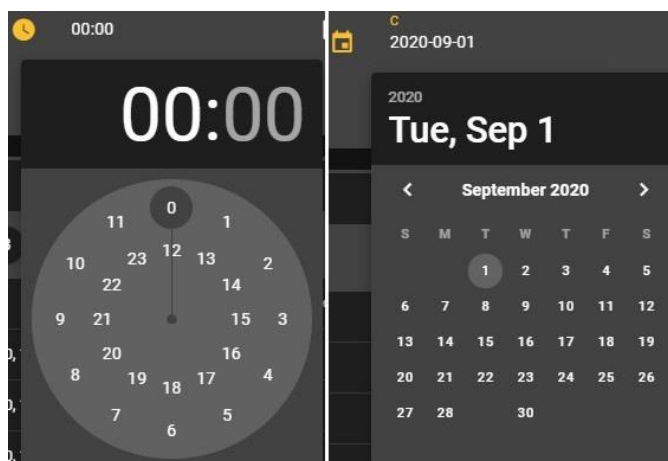 00:00
00:00
0
11 1
10 23 12 13 2
22 14
9 21 15 3
20 16
8 19 18 17 4
7 5
6
C
2020-09-01
2020
Tue, Sep 1
< September 2020 >
S M T W T F S
1 2 3 4 5
6 7 8 9 10 11 12
13 14 15 16 17 18 19
20 21 22 23 24 25 26
27 28 30